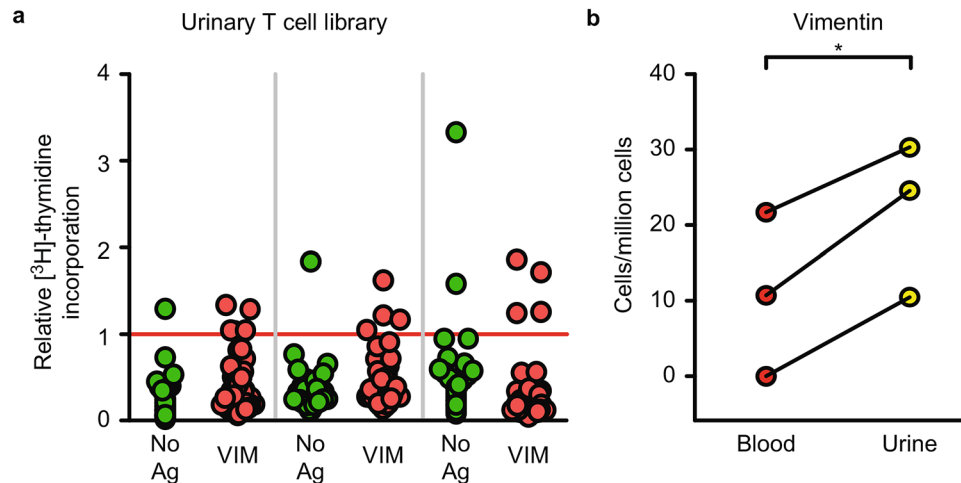 a
Urinary T cell library
b
Vimentin
*
Relative [³H]-thymidine
incorporation
4
3
2
1
0
No
Ag
VIM
No
Ag
VIM
No
Ag
VIM
Cells/million cells
40
30
20
10
0
Blood
Urine